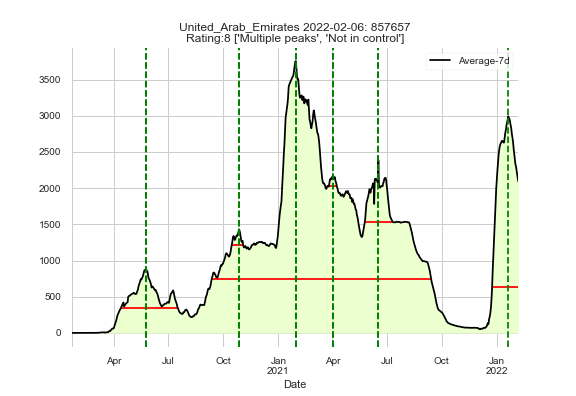 United_Arab_Emirates 2022-02-06: 857657
Rating:8 ['Multiple peaks', 'Not in control']
Average-7d
3500
3000
2500
2000
1500
1000
500
0
Apr Jul Oct Jan Apr Jul Oct Jan
2021 2022
Date